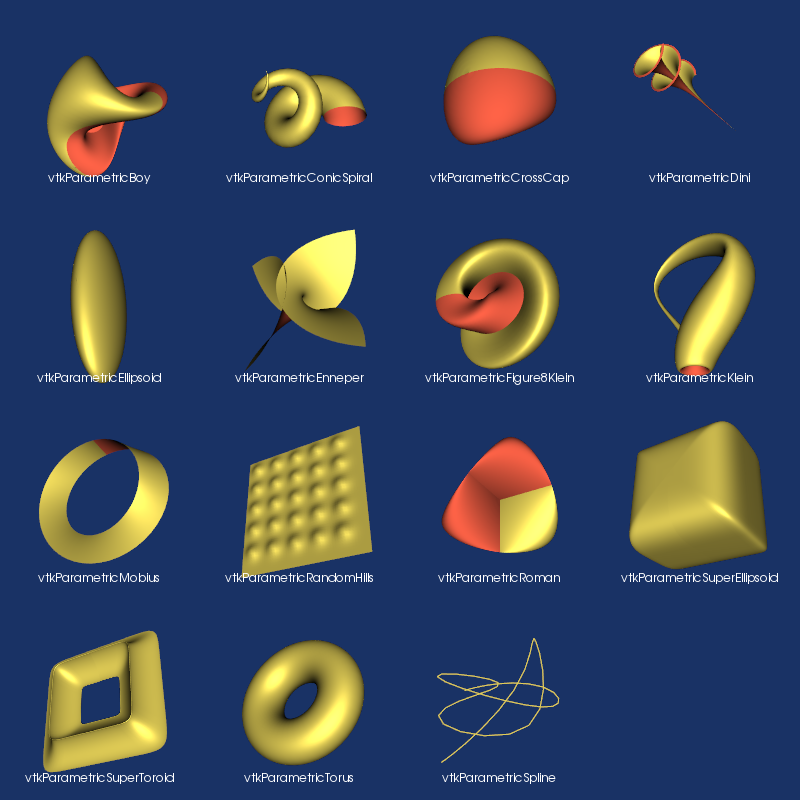 vtkParametricBoy
vtkParametricConicSpiral
vtkParametricCrossCap
vtkParametricDini
vtkParametricEllipsoid
vtkParametricEnneper
vtkParametricFigure8Klein
vtkParametricKlein
vtkParametricMobius
vtkParametricRandomHills
vtkParametricRoman
vtkParametricSuperEllipsoid
vtkParametricSuperToroid
vtkParametricTorus
vtkParametricSpline